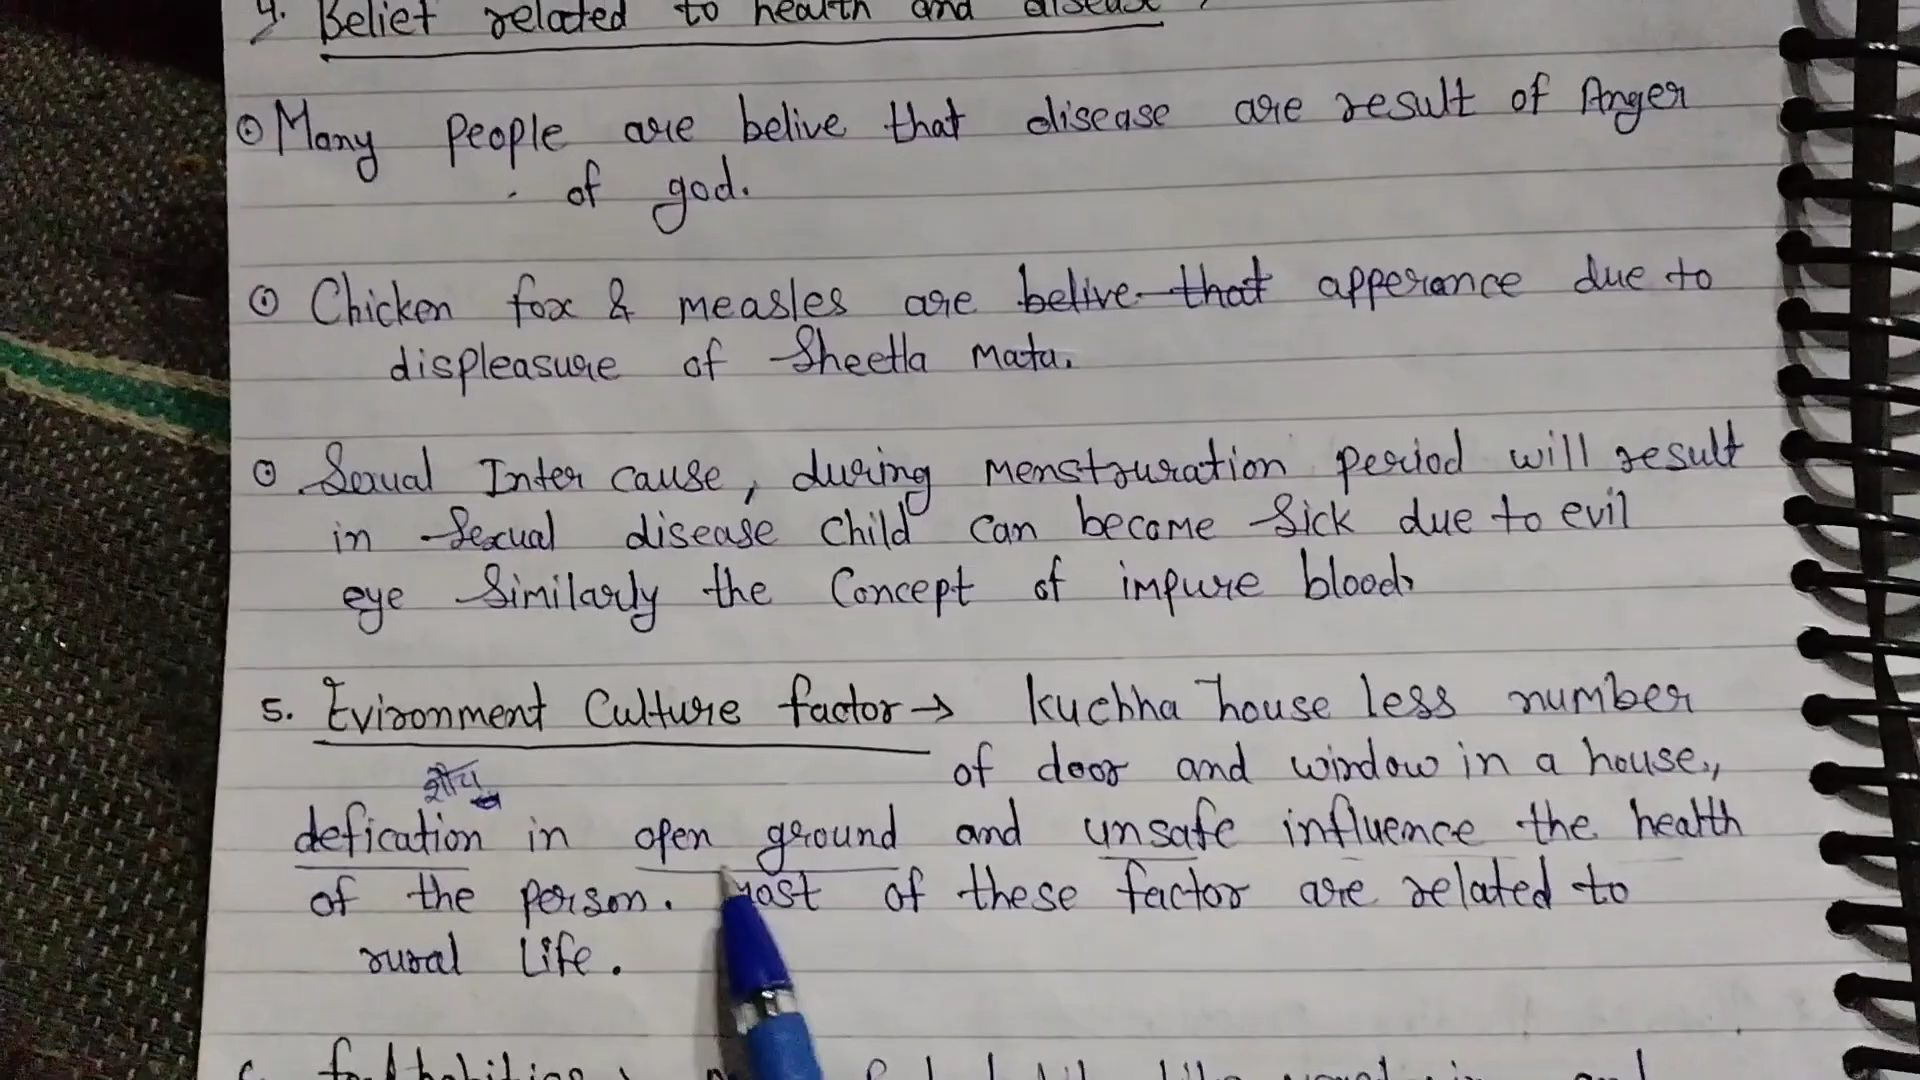 4. Belief related to health and disease
Many People are belive that disease are result of Anger
of god.
Chicken fox & measles are belive that apperance due to
displeasure of Sheetla Mata.
Sexual Inter cause, during Menstruration period will result
in Sexual disease child can become Sick due to evil
eye Similarly the Concept of impure blood.
5. Evironment Culture factor → Kuchha house less number
of door and window in a house,
शौच
defication in open ground and unsafe influence the health
of the person. Most of these factor are related to
rural Life.